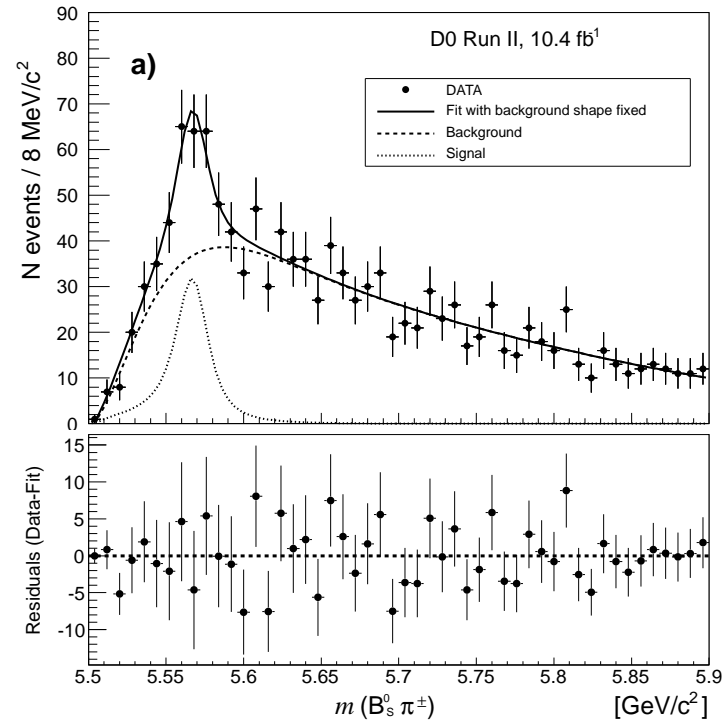 90
80
70
60
50
40
30
20
10
0
N events / 8 MeV/c²
a)
D0 Run II, 10.4 fb⁻¹
DATA
Fit with background shape fixed
Background
Signal
15
10
5
0
-5
-10
Residuals (Data-Fit)
5.5 5.55 5.6 5.65 5.7 5.75 5.8 5.85 5.9
m (B⁰ₛ π±) [GeV/c²]